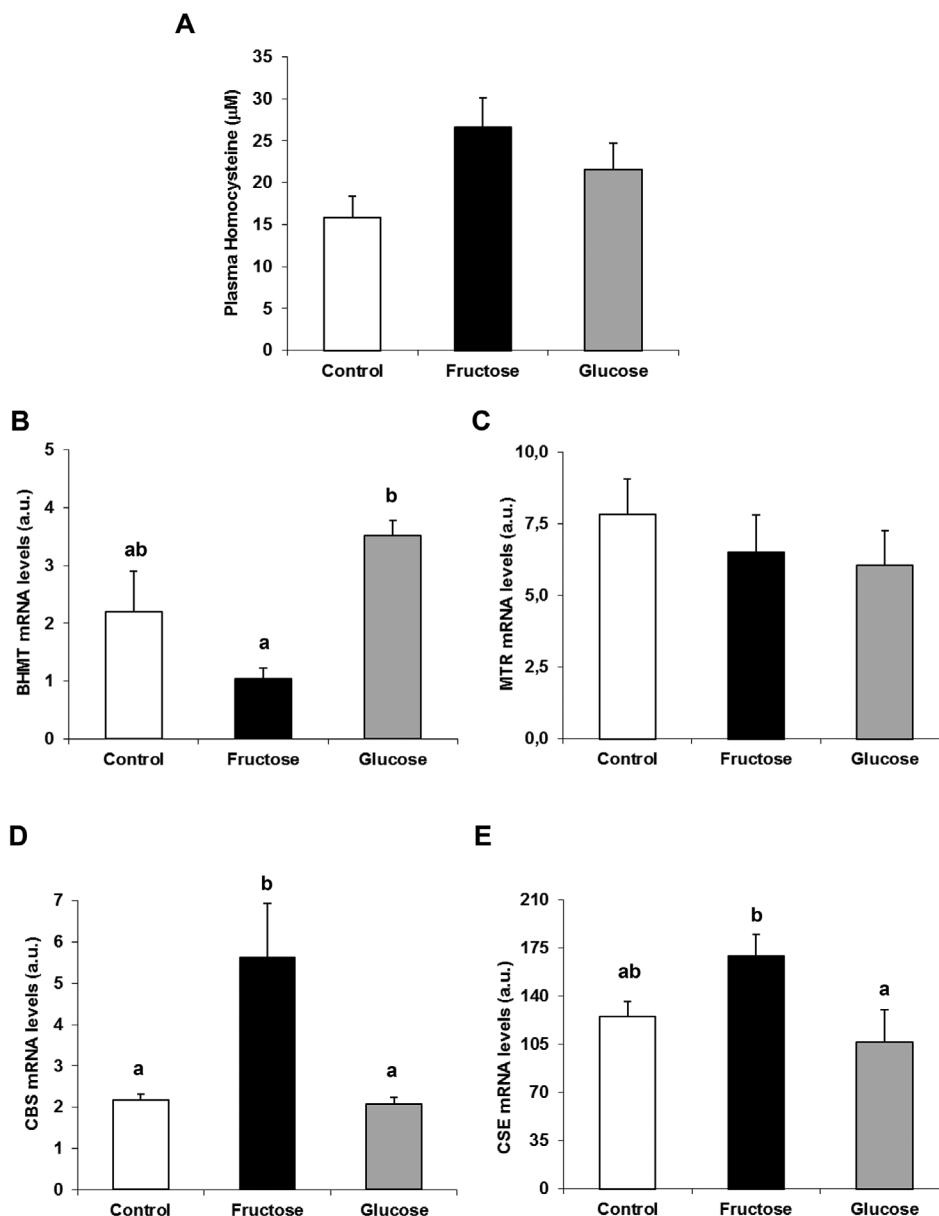 A
Plasma Homocysteine (µM)
35
30
25
20
15
10
5
0
Control Fructose Glucose
B
BHMT mRNA levels (a.u.)
5
4
3
2
1
0
ab
a
b
Control Fructose Glucose
C
MTR mRNA levels (a.u.)
10,0
7,5
5,0
2,5
0,0
Control Fructose Glucose
D
CBS mRNA levels (a.u.)
7
6
5
4
3
2
1
0
a
b
a
Control Fructose Glucose
E
CSE mRNA levels (a.u.)
210
175
140
105
70
35
0
ab
b
a
Control Fructose Glucose